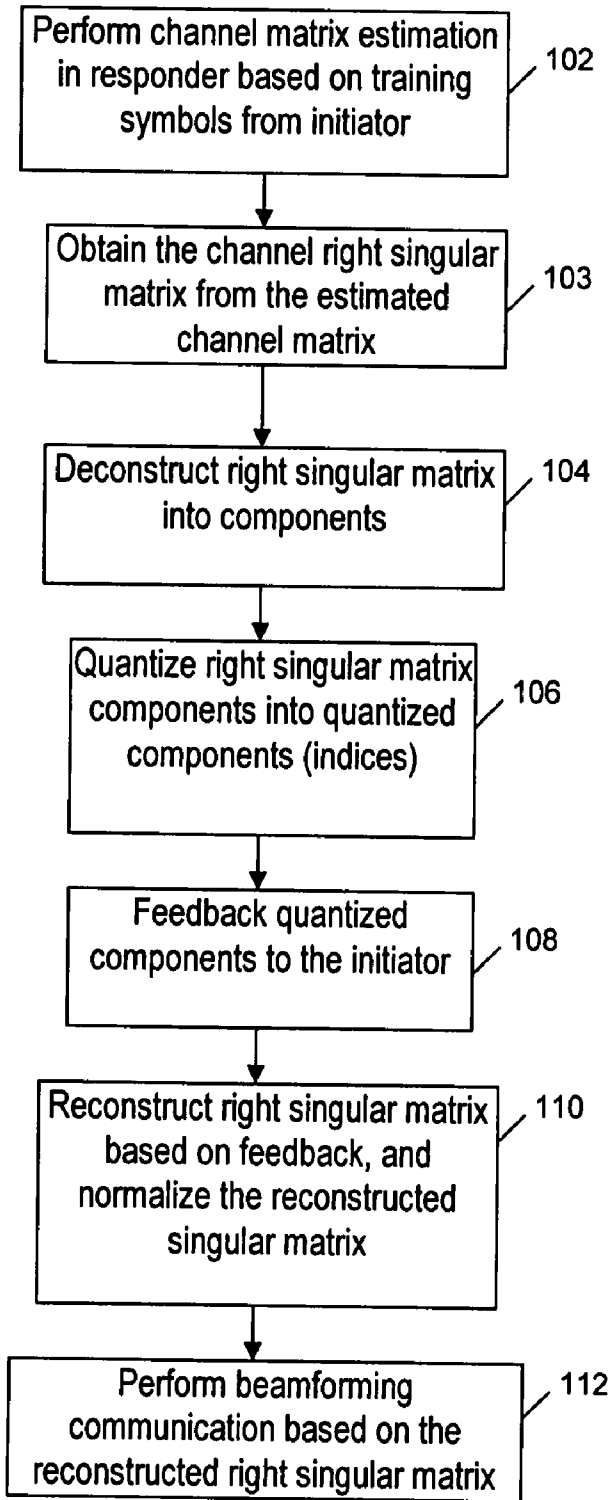 Perform channel matrix estimation
in responder based on training
symbols from initiator
102
Obtain the channel right singular
matrix from the estimated
channel matrix
103
Deconstruct right singular matrix
into components
104
Quantize right singular matrix
components into quantized
components (indices)
106
Feedback quantized
components to the initiator
108
Reconstruct right singular matrix
based on feedback, and
normalize the reconstructed
singular matrix
110
Perform beamforming
communication based on the
reconstructed right singular matrix
112